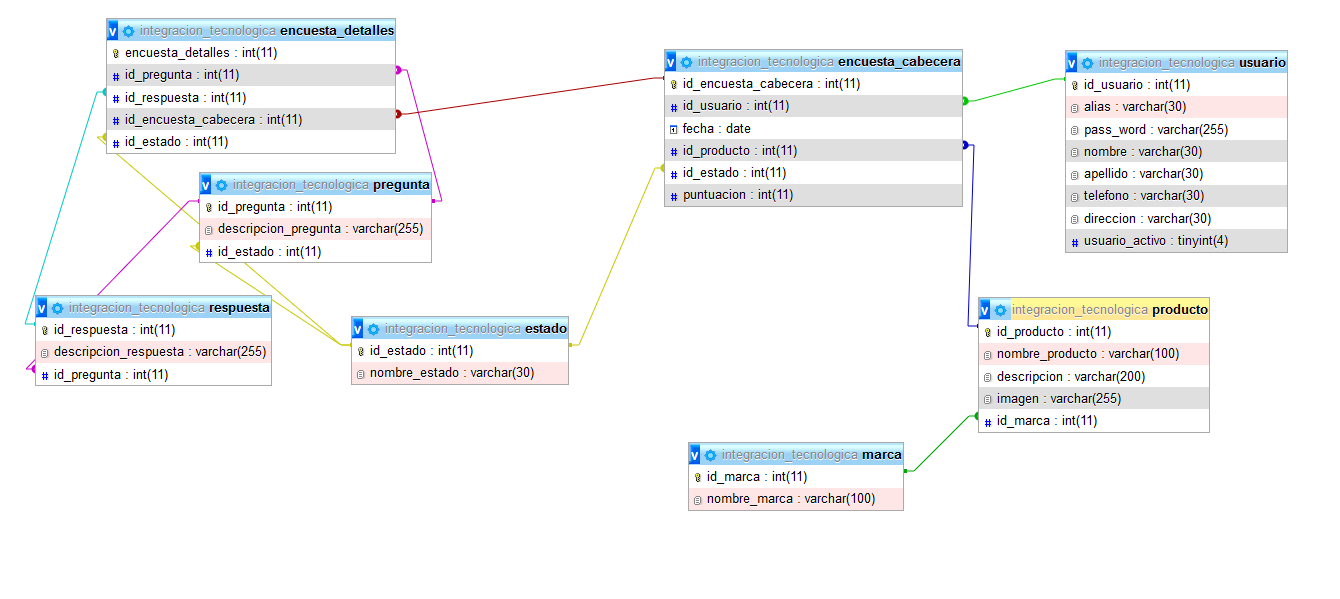 v integracion_tecnologica encuesta_detalles
encuesta_detalles : int(11)
# id_pregunta : int(11)
# id_respuesta : int(11)
# id_encuesta_cabecera : int(11)
# id_estado : int(11)
v integracion_tecnologica pregunta
id_pregunta : int(11)
descripcion_pregunta : varchar(255)
# id_estado : int(11)
v integracion_tecnologica respuesta
id_respuesta : int(11)
descripcion_respuesta : varchar(255)
# id_pregunta : int(11)
v integracion_tecnologica estado
id_estado : int(11)
nombre_estado : varchar(30)
v integracion_tecnologica encuesta_cabecera
id_encuesta_cabecera : int(11)
# id_usuario : int(11)
fecha : date
# id_producto : int(11)
# id_estado : int(11)
# puntuacion : int(11)
v integracion_tecnologica usuario
id_usuario : int(11)
alias : varchar(30)
pass_word : varchar(255)
nombre : varchar(30)
apellido : varchar(30)
telefono : varchar(30)
direccion : varchar(30)
# usuario_activo : tinyint(4)
v integracion_tecnologica producto
id_producto : int(11)
nombre_producto : varchar(100)
descripcion : varchar(200)
imagen : varchar(255)
# id_marca : int(11)
v integracion_tecnologica marca
id_marca : int(11)
nombre_marca : varchar(100)